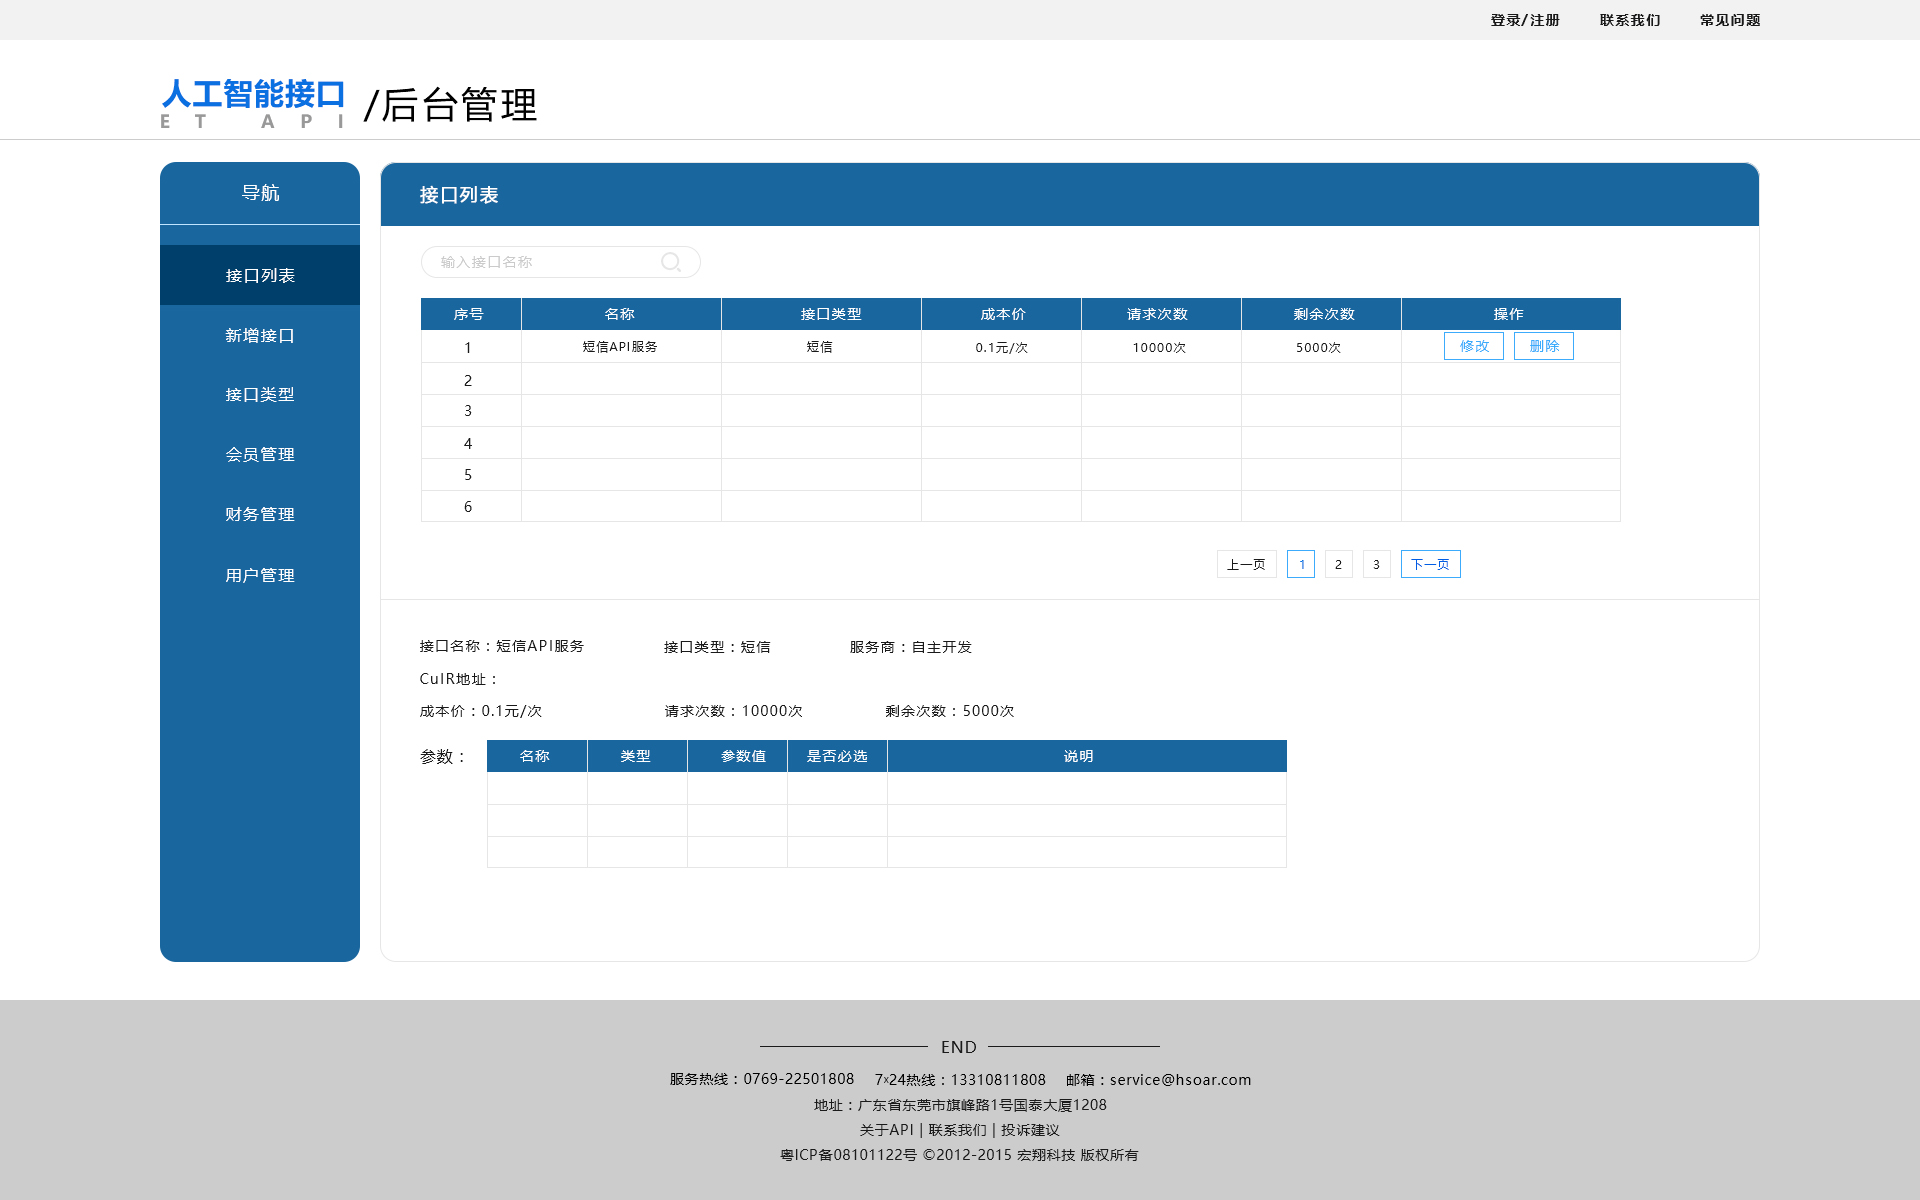 登录/注册 联系我们 常见问题
人工智能接口
ET API
/后台管理
导航
接口列表
新增接口
接口类型
会员管理
财务管理
用户管理
接口列表
输入接口名称
序号 名称 接口类型 成本价 请求次数 剩余次数 操作
1 短信API服务 短信 0.1元/次 10000次 5000次 修改 删除
2
3
4
5
6
上一页 1 2 3 下一页
接口名称：短信API服务 接口类型：短信 服务商：自主开发
CulR地址：
成本价：0.1元/次 请求次数：10000次 剩余次数：5000次
参数： 名称 类型 参数值 是否必选 说明
END
服务热线：0769-22501808 7×24热线：13310811808 邮箱：service@hsoar.com
地址：广东省东莞市旗峰路1号国泰大厦1208
关于API | 联系我们 | 投诉建议
粤ICP备08101122号 ©2012-2015 宏翔科技 版权所有